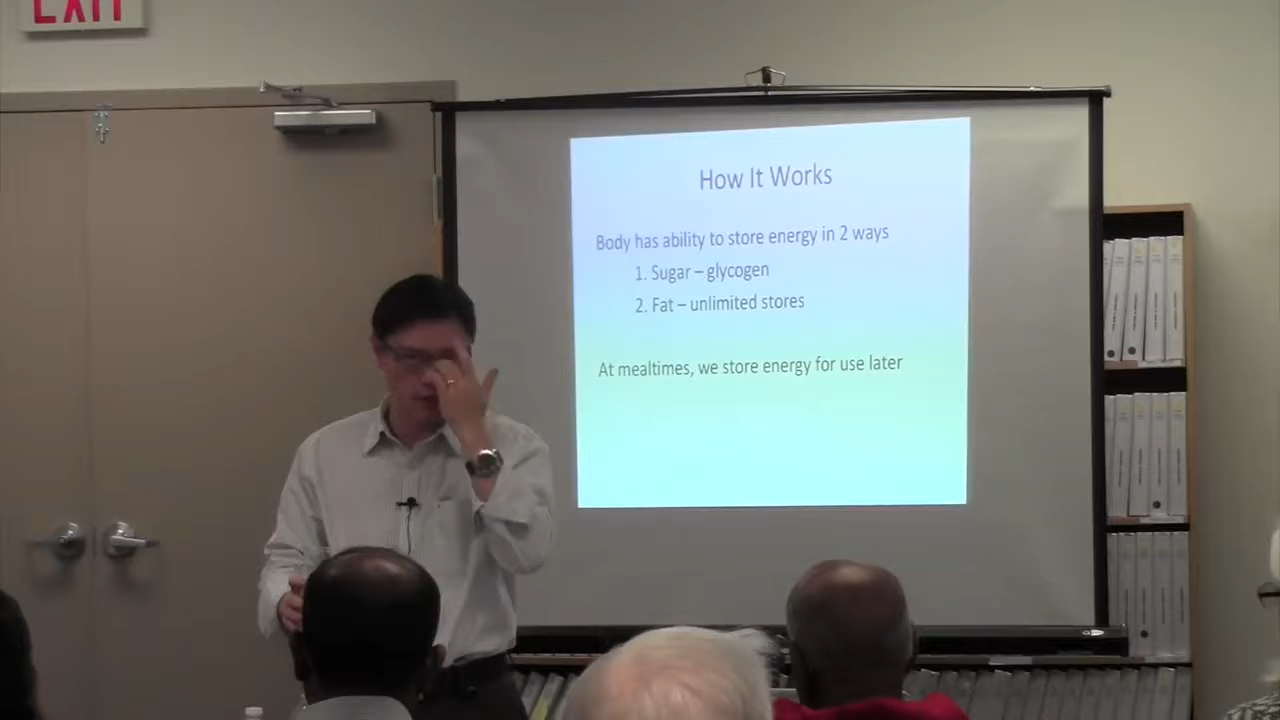 EXIT
How It Works
Body has ability to store energy in 2 ways
1. Sugar – glycogen
2. Fat – unlimited stores
At mealtimes, we store energy for use later